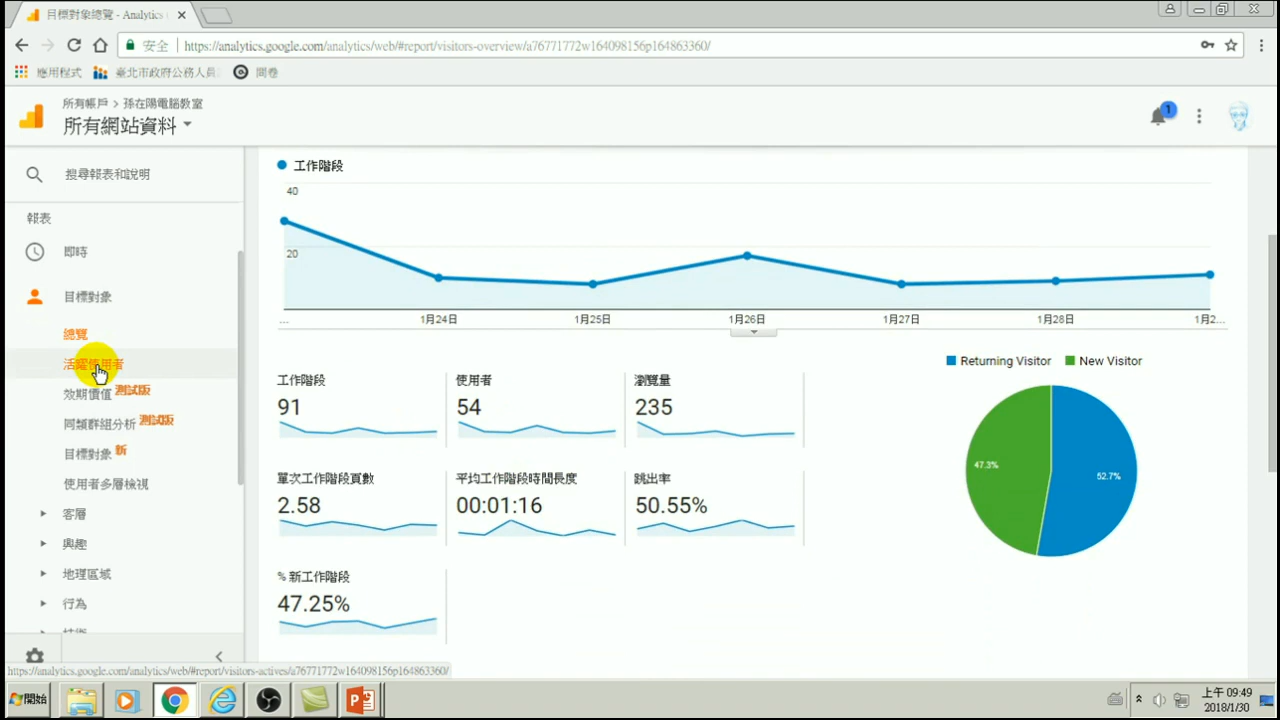 目標對象總覽 - Analytics
安全
https://analytics.google.com/analytics/web/#report/visitors-overview/a76771772w164098156p164863360/
應用程式
臺北市政府公務人員
問卷
所有帳戶 > 孫在陽電腦教室
所有網站資料
1
搜尋報表和說明
報表
即時
目標對象
總覽
活躍使用者
效期價值 測試版
同類群組分析 測試版
目標對象 新
使用者多層檢視
客層
興趣
地理區域
行為
工作階段
40
20
... 1月24日 1月25日 1月26日 1月27日 1月28日 1月2...
工作階段
91
使用者
54
瀏覽量
235
單次工作階段頁數
2.58
平均工作階段時間長度
00:01:16
跳出率
50.55%
% 新工作階段
47.25%
Returning Visitor
New Visitor
47.3%
52.7%
https://analytics.google.com/analytics/web/#report/visitors-actives/a76771772w164098156p164863360/
開始
上午 09:49
2018/1/30